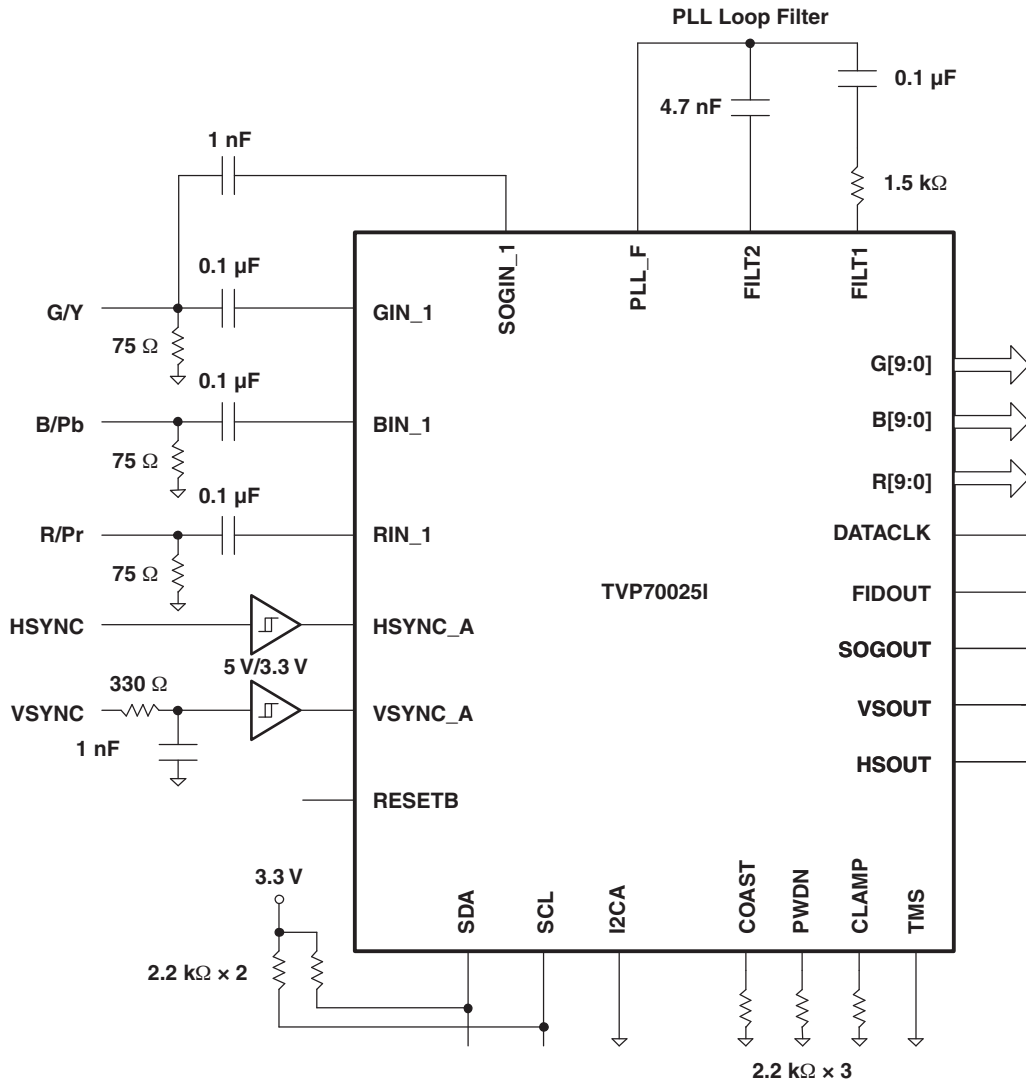 PLL Loop Filter
0.1 µF
4.7 nF
1 nF
1.5 kΩ
SOGIN_1
PLL_F
FILT2
FILT1
0.1 µF
G/Y
GIN_1
75 Ω
G[9:0]
0.1 µF
B/Pb
BIN_1
B[9:0]
75 Ω
R[9:0]
0.1 µF
R/Pr
RIN_1
DATACLK
75 Ω
TVP70025I
FIDOUT
HSYNC
HSYNC_A
SOGOUT
5 V/3.3 V
330 Ω
VSYNC
VSYNC_A
VSOUT
1 nF
HSOUT
RESETB
3.3 V
SDA
SCL
I2CA
COAST
PWDN
CLAMP
TMS
2.2 kΩ × 2
2.2 kΩ × 3